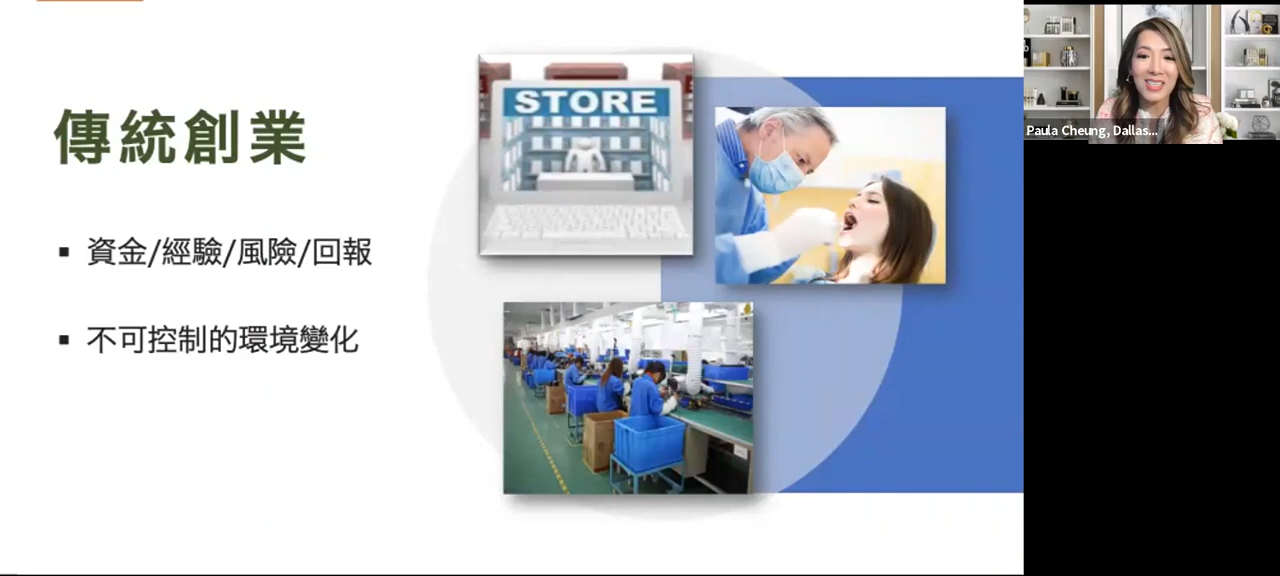 傳統創業
▪ 資金/經驗/風險/回報
▪ 不可控制的環境變化
STORE
Paula Cheung, Dallas...